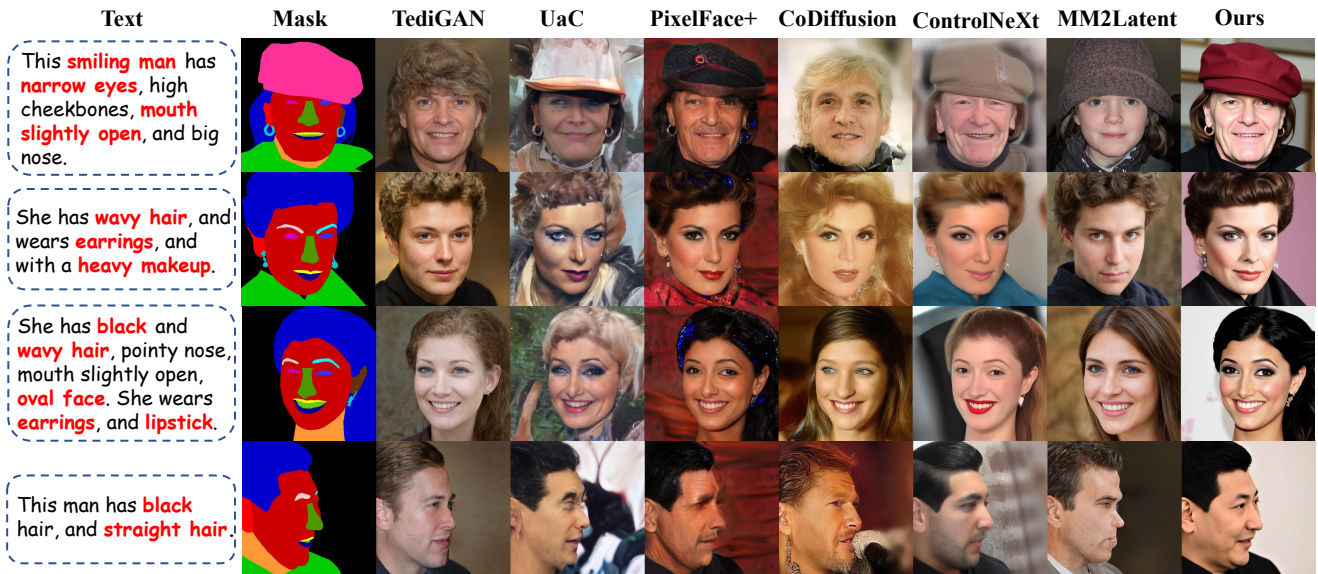 Text Mask TediGAN UaC PixelFace+ CoDiffusion ControlNeXt MM2Latent Ours
This smiling man has
narrow eyes, high
cheekbones, mouth
slightly open, and big
nose.
She has wavy hair, and
wears earrings, and
with a heavy makeup.
She has black and
wavy hair, pointy nose,
mouth slightly open,
oval face. She wears
earrings, and lipstick.
This man has black
hair, and straight hair.